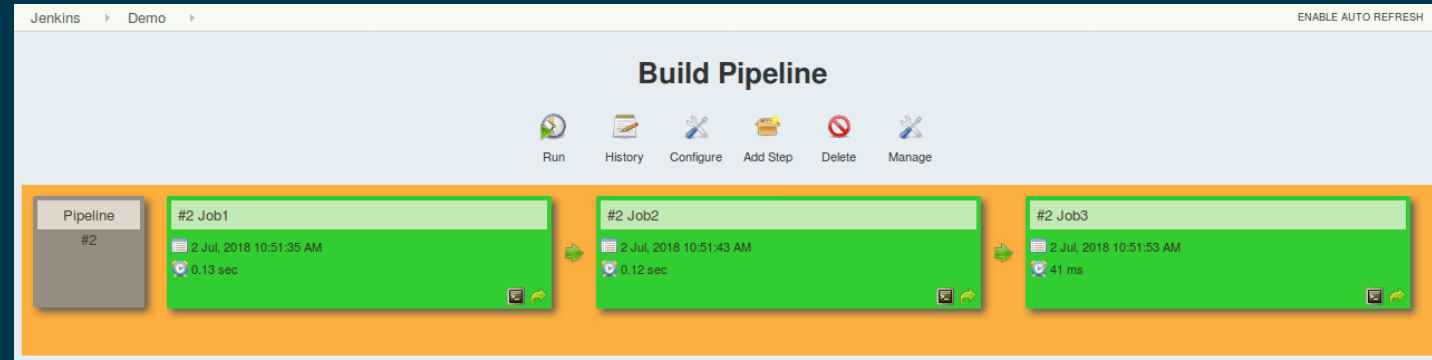 Jenkins Demo ENABLE AUTO REFRESH
Build Pipeline
Run History Configure Add Step Delete Manage
Pipeline
#2
#2 Job1
2 Jul, 2018 10:51:35 AM
0.13 sec
#2 Job2
2 Jul, 2018 10:51:43 AM
0.12 sec
#2 Job3
2 Jul, 2018 10:51:53 AM
41 ms